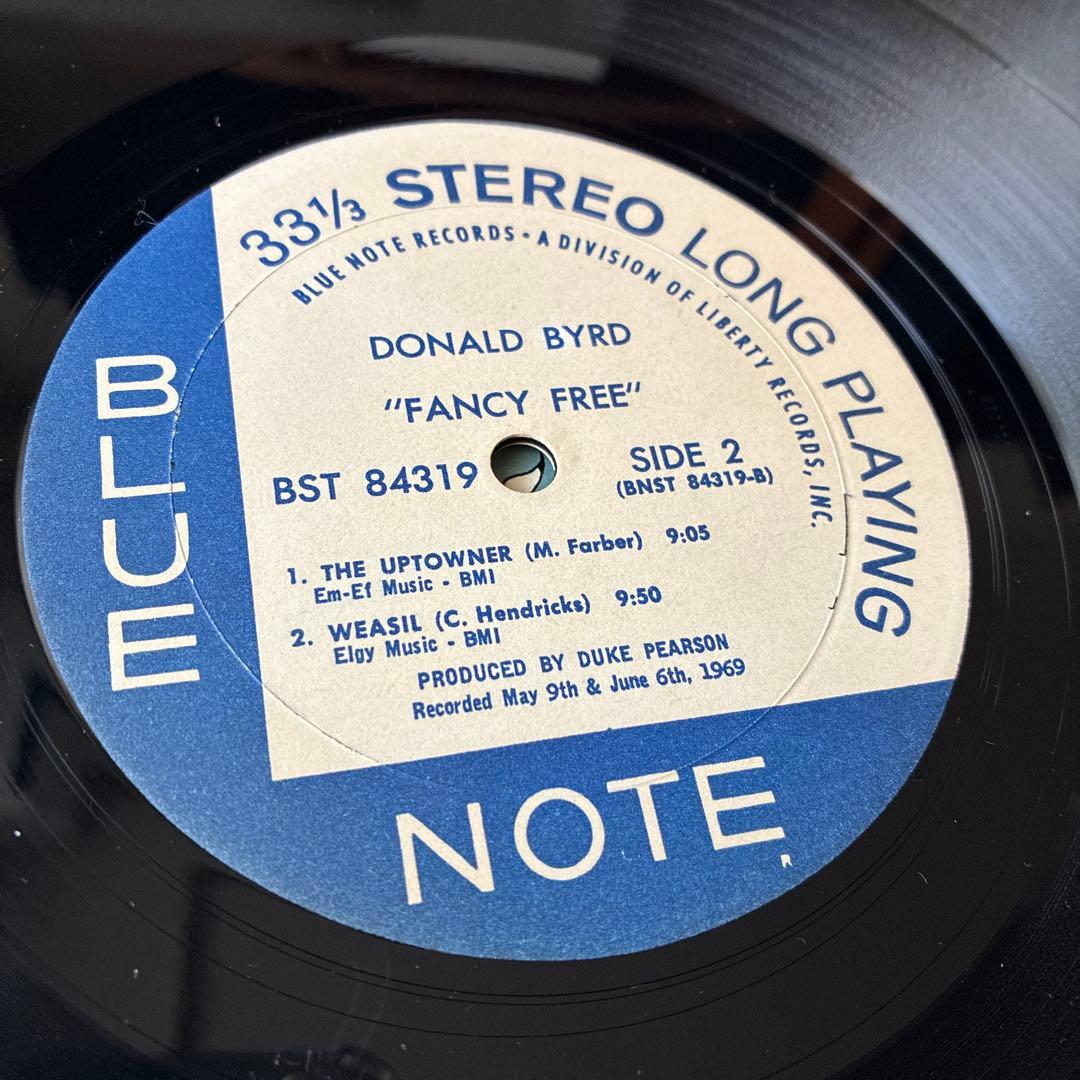 33⅓ STEREO LONG PLAYING
BLUE NOTE RECORDS · A DIVISION OF LIBERTY RECORDS, INC.
DONALD BYRD
"FANCY FREE"
BST 84319
SIDE 2
(BNST 84319-B)
1. THE UPTOWNER (M. Farber) 9:05
Em-Ef Music - BMI
2. WEASIL (C. Hendricks) 9:50
Elgy Music - BMI
PRODUCED BY DUKE PEARSON
Recorded May 9th & June 6th, 1969
BLUE
NOTE
R